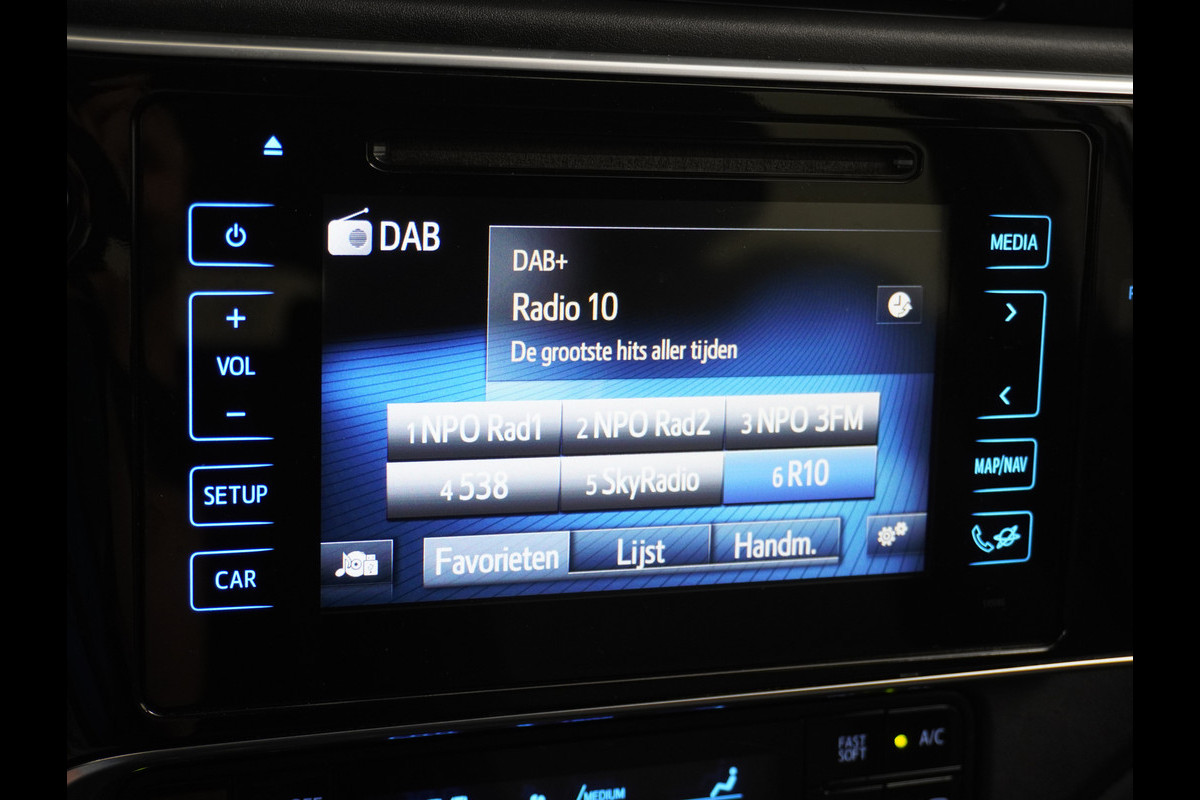 DAB
DAB+
Radio 10
De grootste hits aller tijden
1 NPO Rad1
2 NPO Rad2
3 NPO 3FM
4 538
5 SkyRadio
6 R10
Favorieten
Lijst
Handm.
+
VOL
−
SETUP
CAR
MEDIA
>
<
MAP/NAV
FAST
SOFT
A/C
MEDIUM